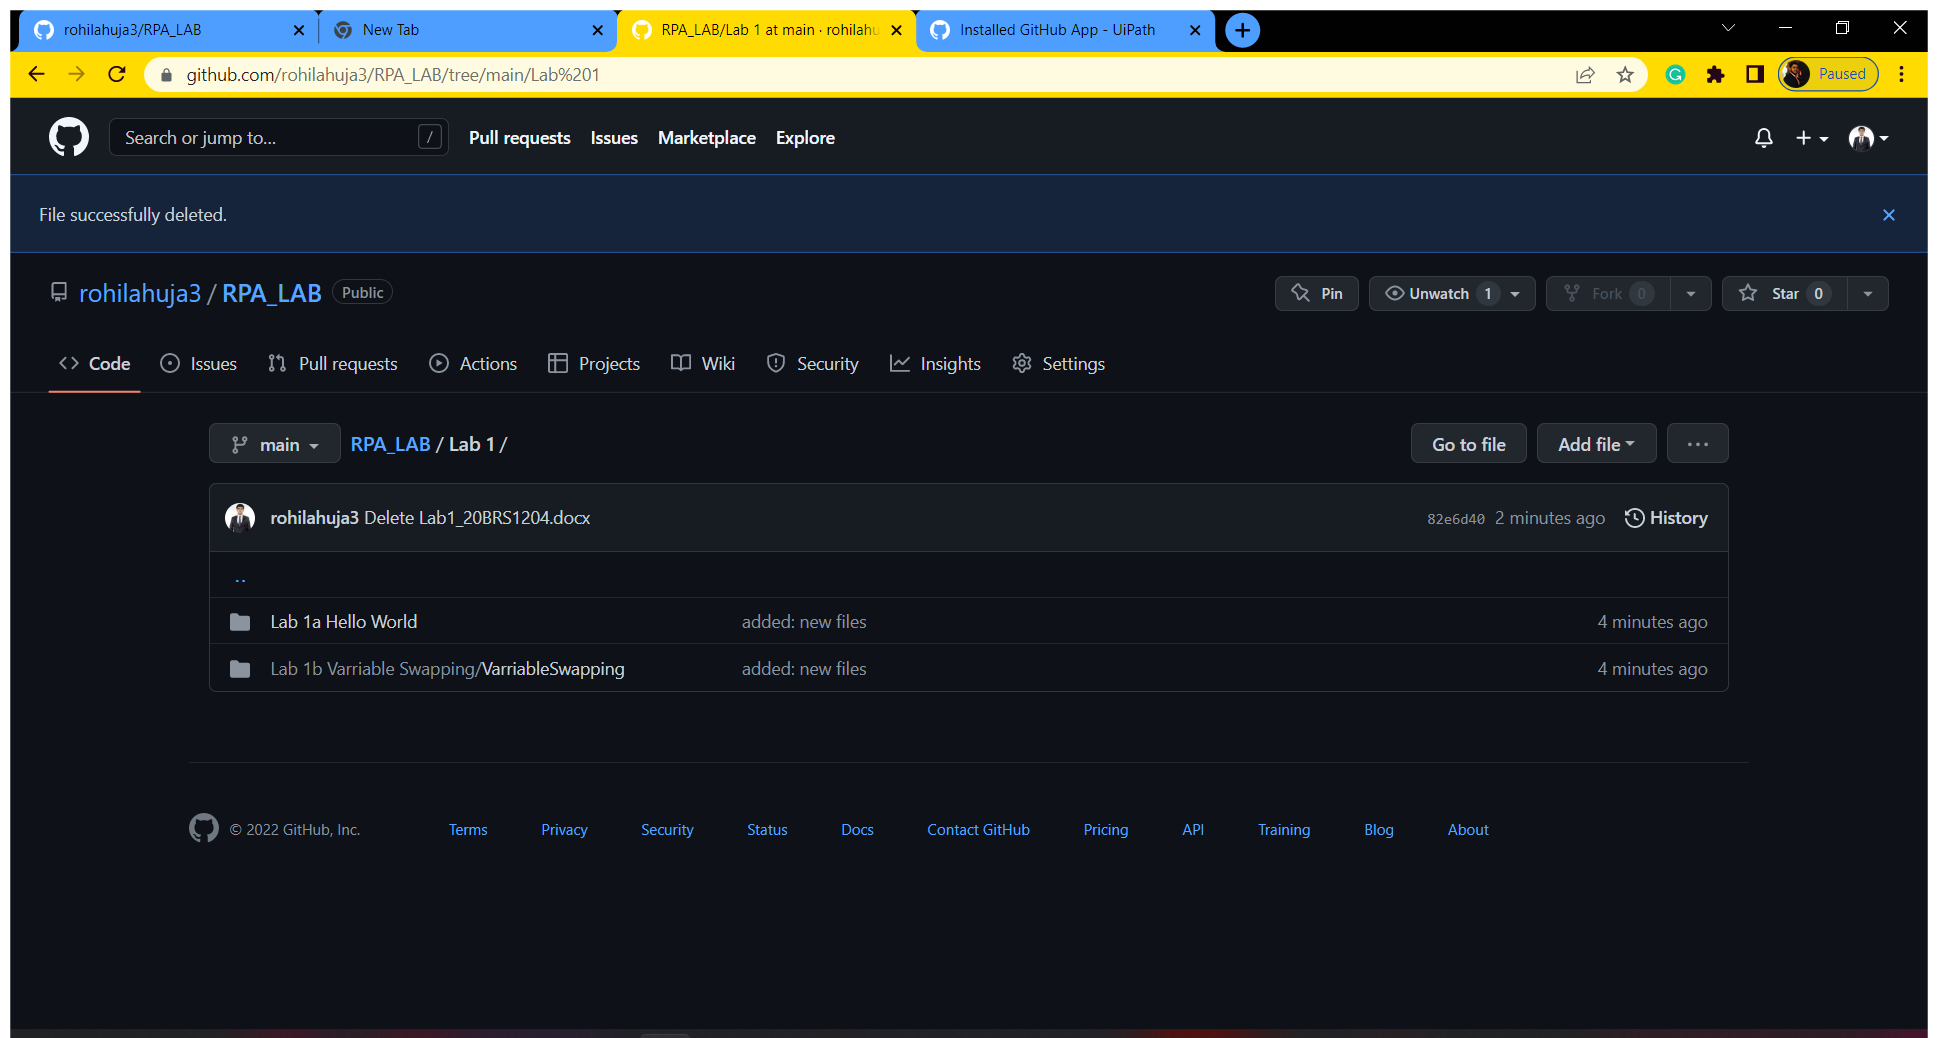 rohilahuja3/RPA_LAB New Tab RPA_LAB/Lab 1 at main · rohilahu Installed GitHub App - UiPath
github.com/rohilahuja3/RPA_LAB/tree/main/Lab%201 Paused
Search or jump to... / Pull requests Issues Marketplace Explore
File successfully deleted.
rohilahuja3 / RPA_LAB Public Pin Unwatch 1 Fork 0 Star 0
Code Issues Pull requests Actions Projects Wiki Security Insights Settings
main RPA_LAB / Lab 1 / Go to file Add file ...
rohilahuja3 Delete Lab1_20BRS1204.docx 82e6d40 2 minutes ago History
..
Lab 1a Hello World added: new files 4 minutes ago
Lab 1b Varriable Swapping/VarriableSwapping added: new files 4 minutes ago
© 2022 GitHub, Inc. Terms Privacy Security Status Docs Contact GitHub Pricing API Training Blog About